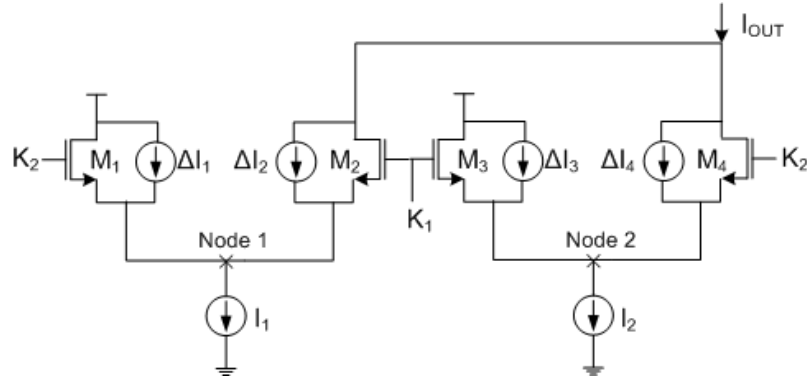 I_OUT
K₂ M₁ ΔI₁ ΔI₂ M₂ M₃ ΔI₃ ΔI₄ M₄ K₂
K₁
Node 1 Node 2
I₁ I₂